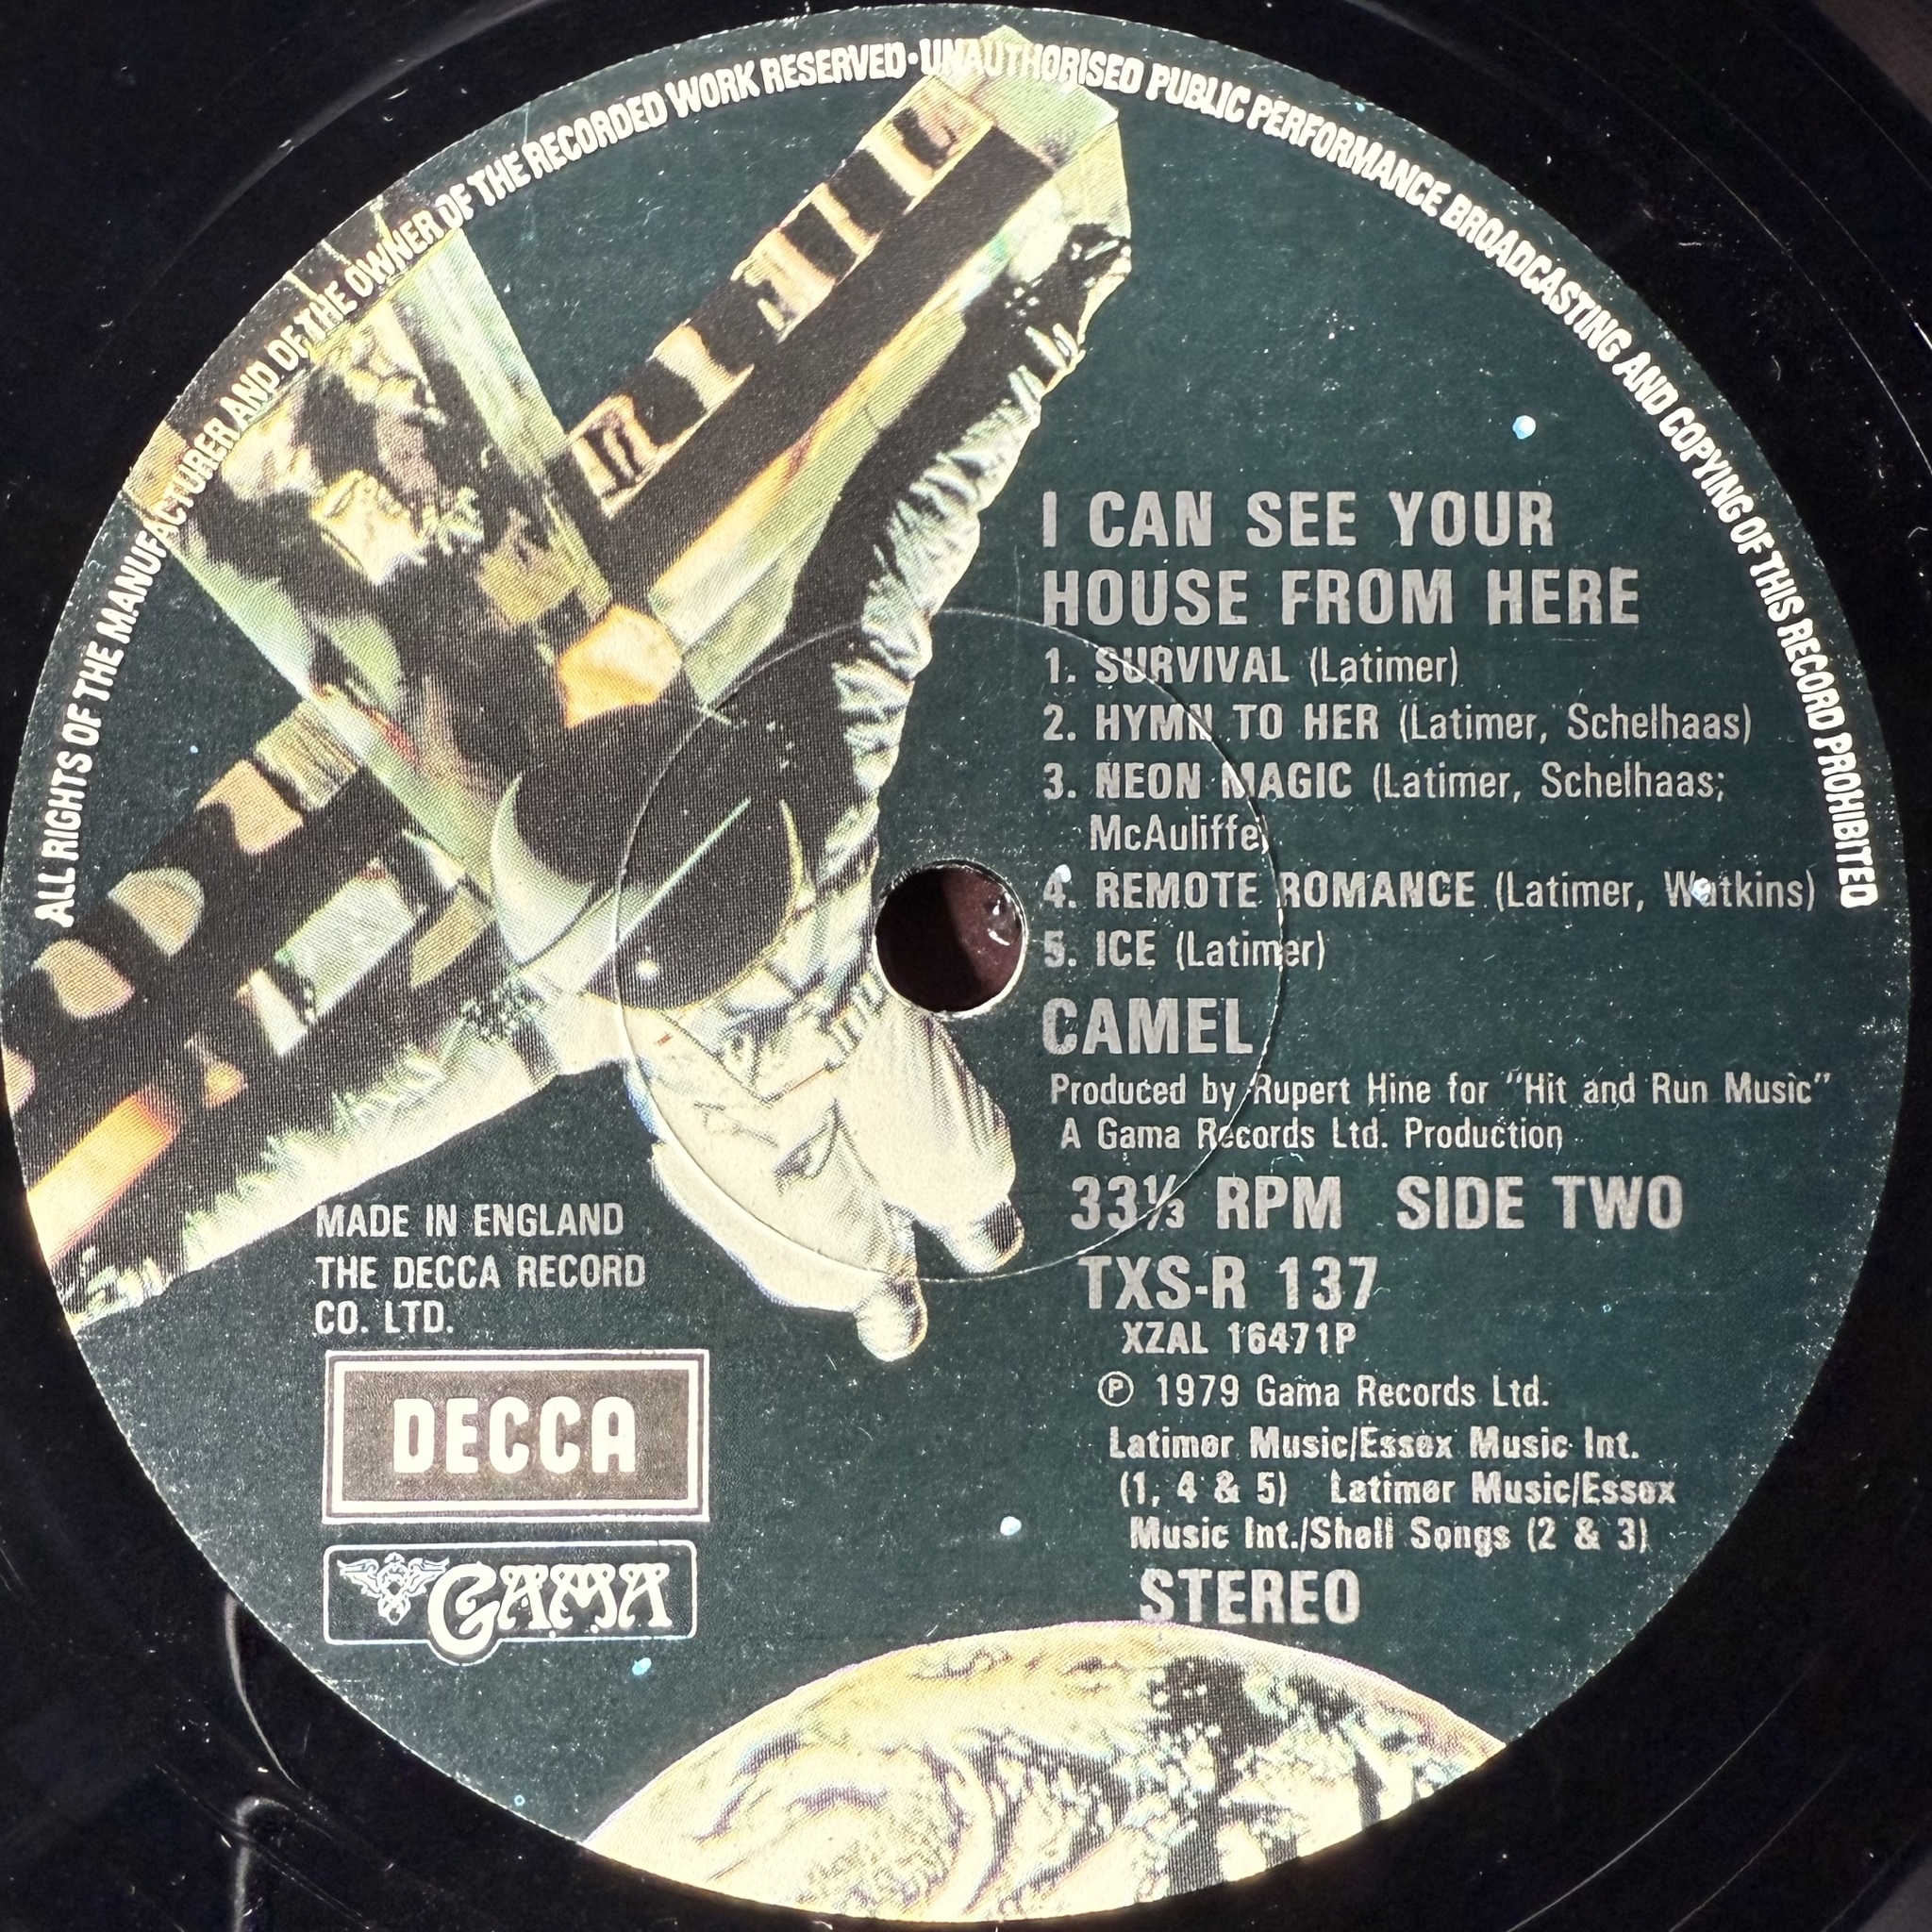 ALL RIGHTS OF THE MANUFACTURER AND OF THE OWNER OF THE RECORDED WORK RESERVED·UNAUTHORISED PUBLIC PERFORMANCE BROADCASTING AND COPYING OF THIS RECORD PROHIBITED
I CAN SEE YOUR
HOUSE FROM HERE
1. SURVIVAL (Latimer)
2. HYMN TO HER (Latimer, Schelhaas)
3. NEON MAGIC (Latimer, Schelhaas;
McAuliffe)
4. REMOTE ROMANCE (Latimer, Watkins)
5. ICE (Latimer)
CAMEL
Produced by Rupert Hine for "Hit and Run Music"
A Gama Records Ltd. Production
33⅓ RPM SIDE TWO
TXS-R 137
XZAL 16471P
℗ 1979 Gama Records Ltd.
Latimer Music/Essex Music Int.
(1, 4 & 5) Latimer Music/Essex
Music Int./Shell Songs (2 & 3)
STEREO
MADE IN ENGLAND
THE DECCA RECORD
CO. LTD.
DECCA
GAMA